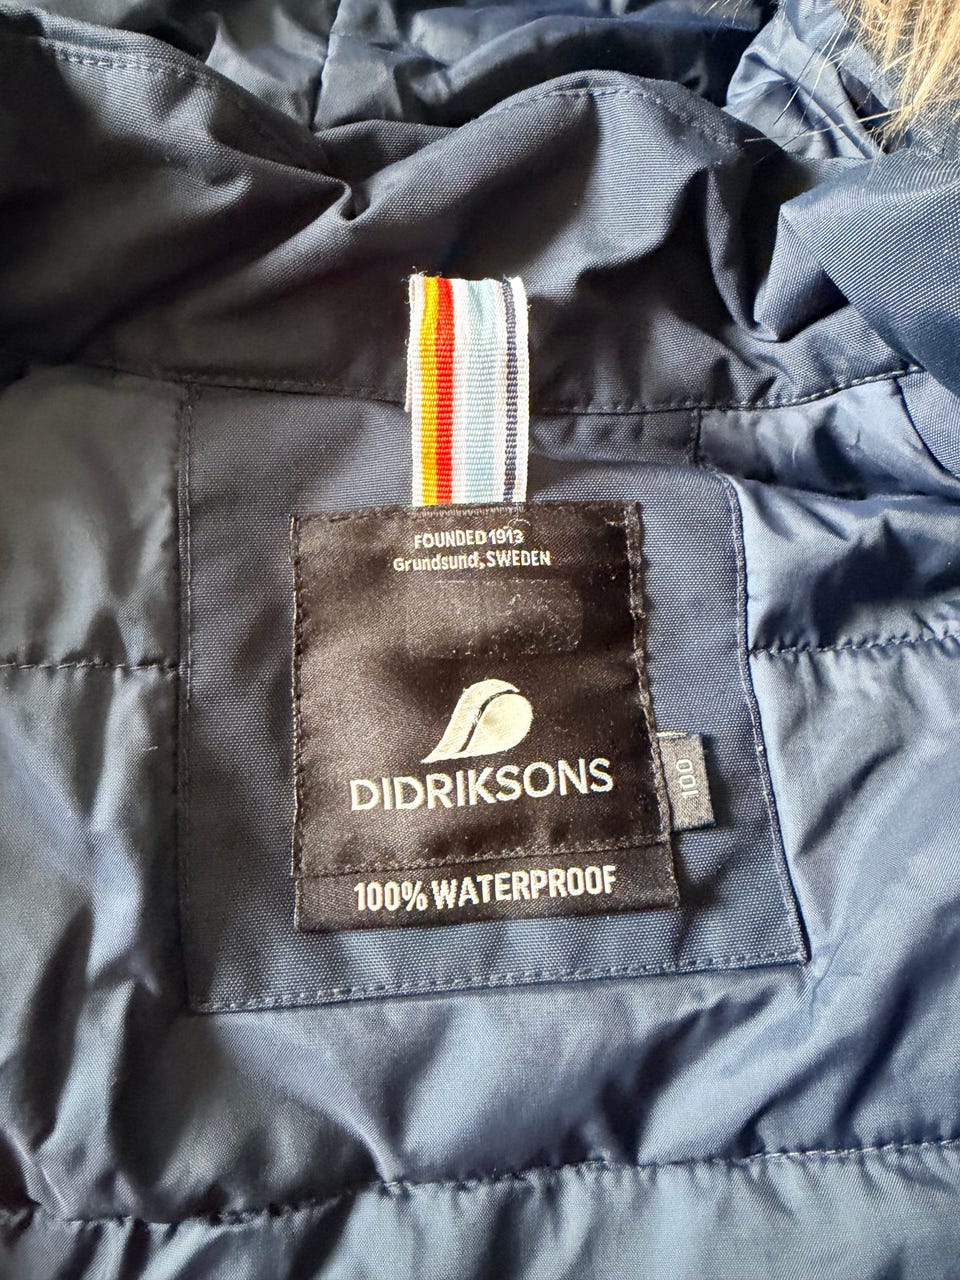 FOUNDED 1913
Grundsund, SWEDEN
DIDRIKSONS
100
100% WATERPROOF